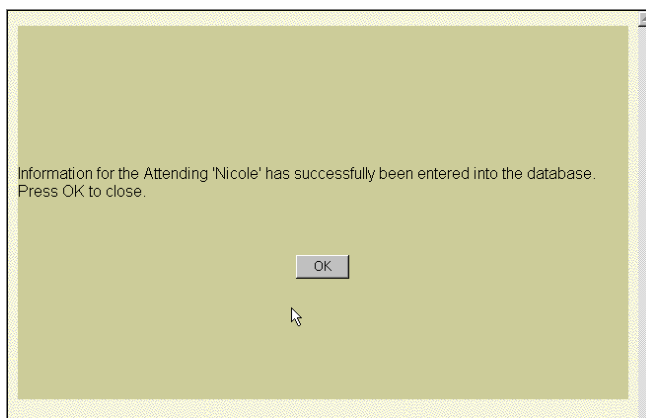 Information for the Attending 'Nicole' has successfully been entered into the database.
Press OK to close.
OK